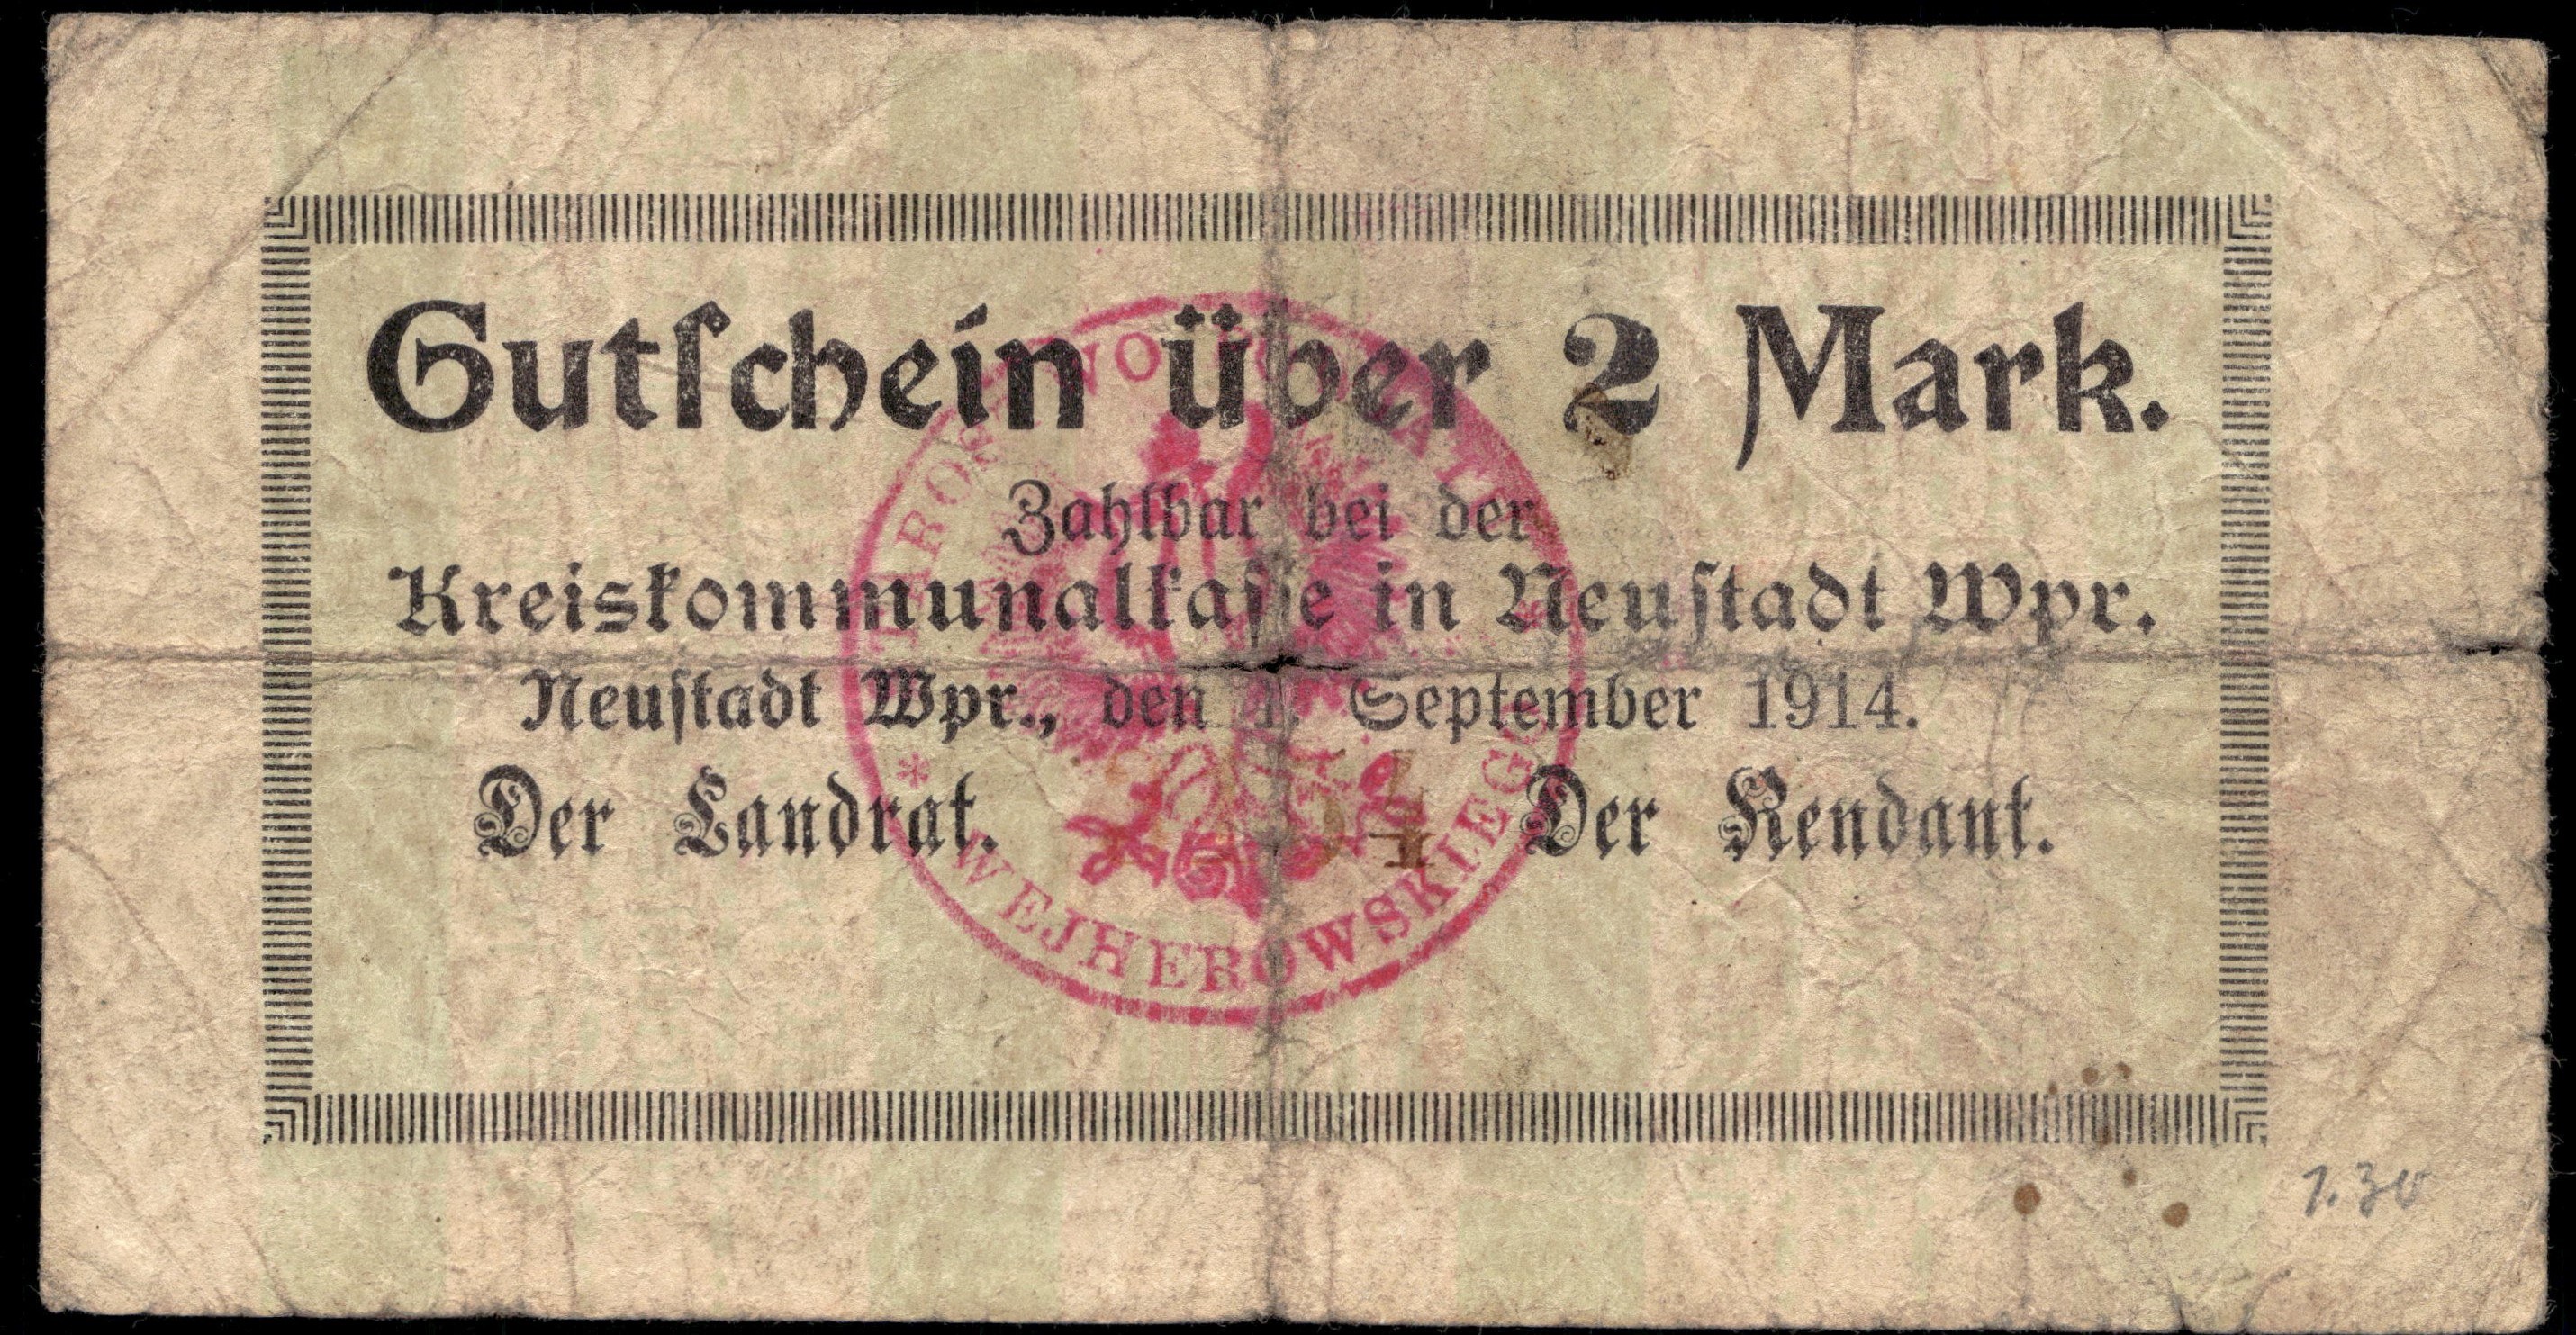 Gutſchein über 2 Mark.
Zahlbar bei der
Kreiskommunalkaſſe in Neuſtadt Wpr.
Neuſtadt Wpr., den 1. September 1914.
Der Landrat. Der Rendant.
WEJHEROWSKIEGO
1.30